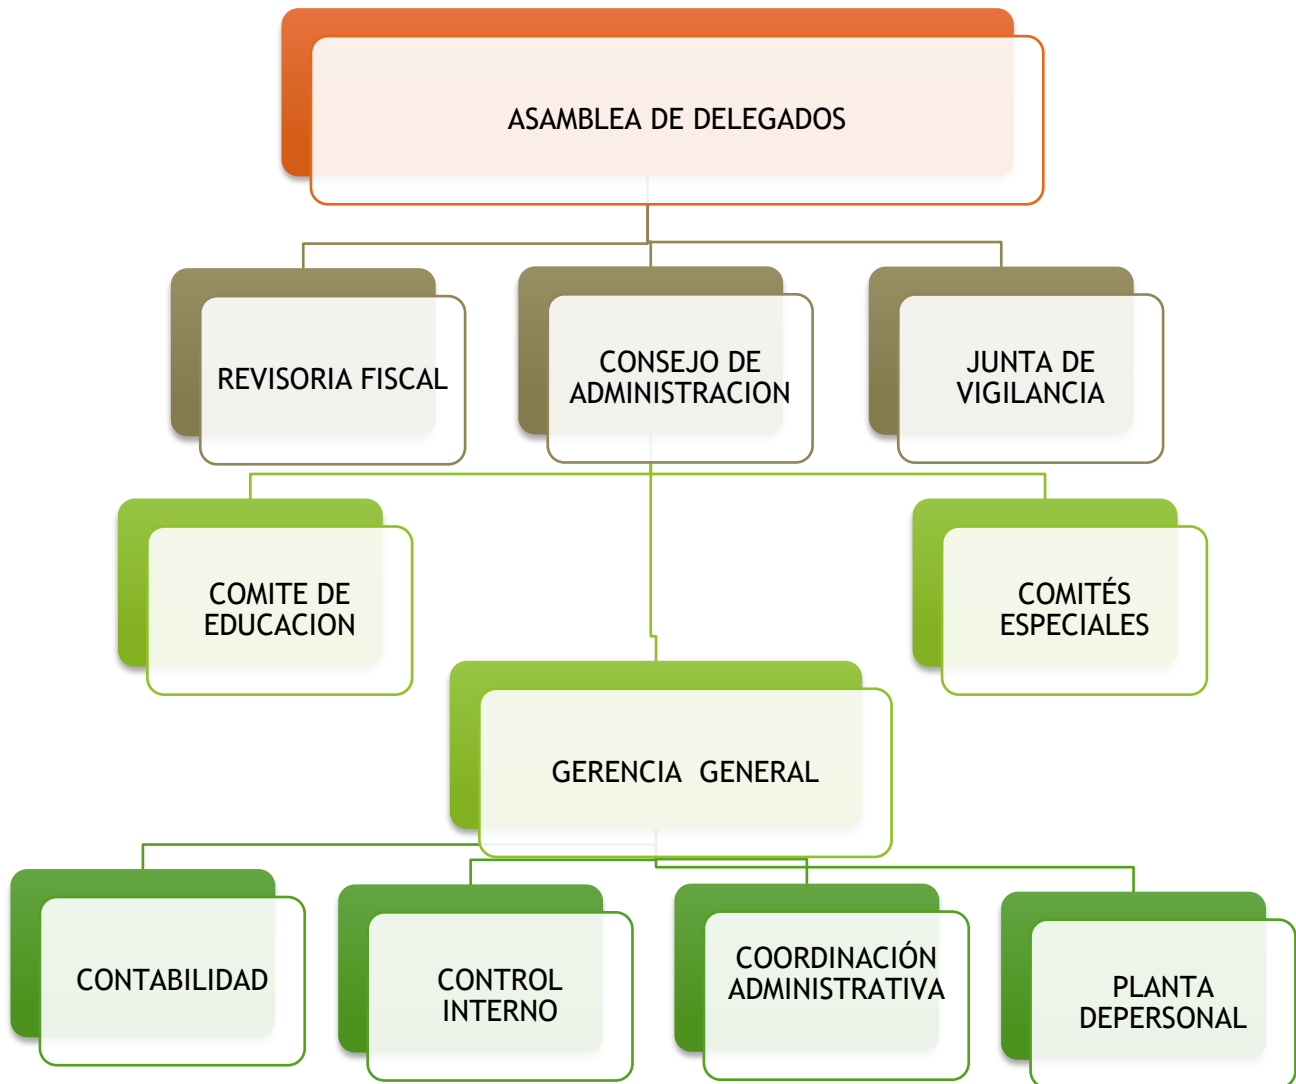 ASAMBLEA DE DELEGADOS
REVISORIA FISCAL
CONSEJO DE
ADMINISTRACION
JUNTA DE
VIGILANCIA
COMITE DE
EDUCACION
COMITÉS
ESPECIALES
GERENCIA  GENERAL
CONTABILIDAD
CONTROL
INTERNO
COORDINACIÓN
ADMINISTRATIVA
PLANTA
DEPERSONAL